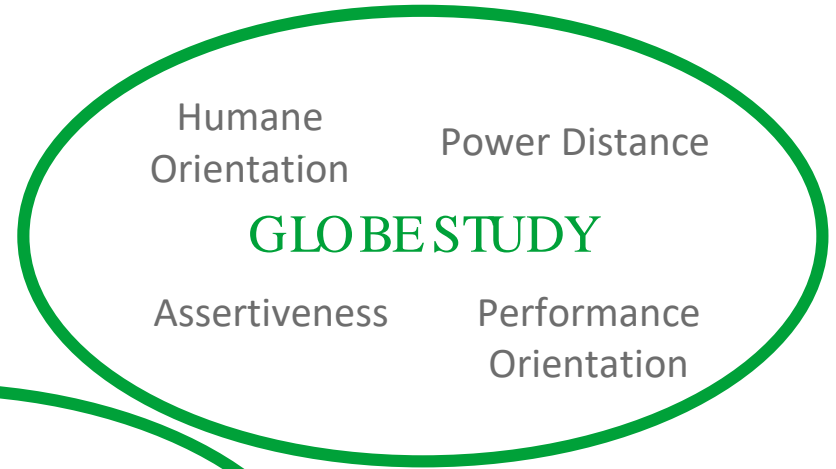 Humane
Orientation
Power Distance
GLOBE STUDY
Assertiveness
Performance
Orientation